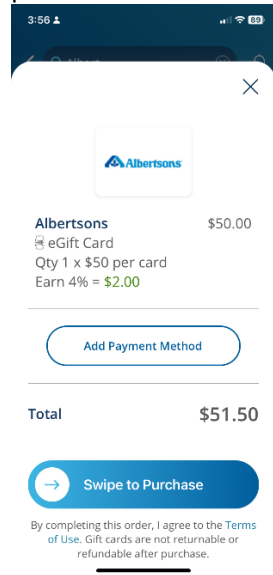 3:56
89
Albertsons
Albertsons $50.00
eGift Card
Qty 1 x $50 per card
Earn 4% = $2.00
Add Payment Method
Total $51.50
Swipe to Purchase
By completing this order, I agree to the Terms
of Use. Gift cards are not returnable or
refundable after purchase.